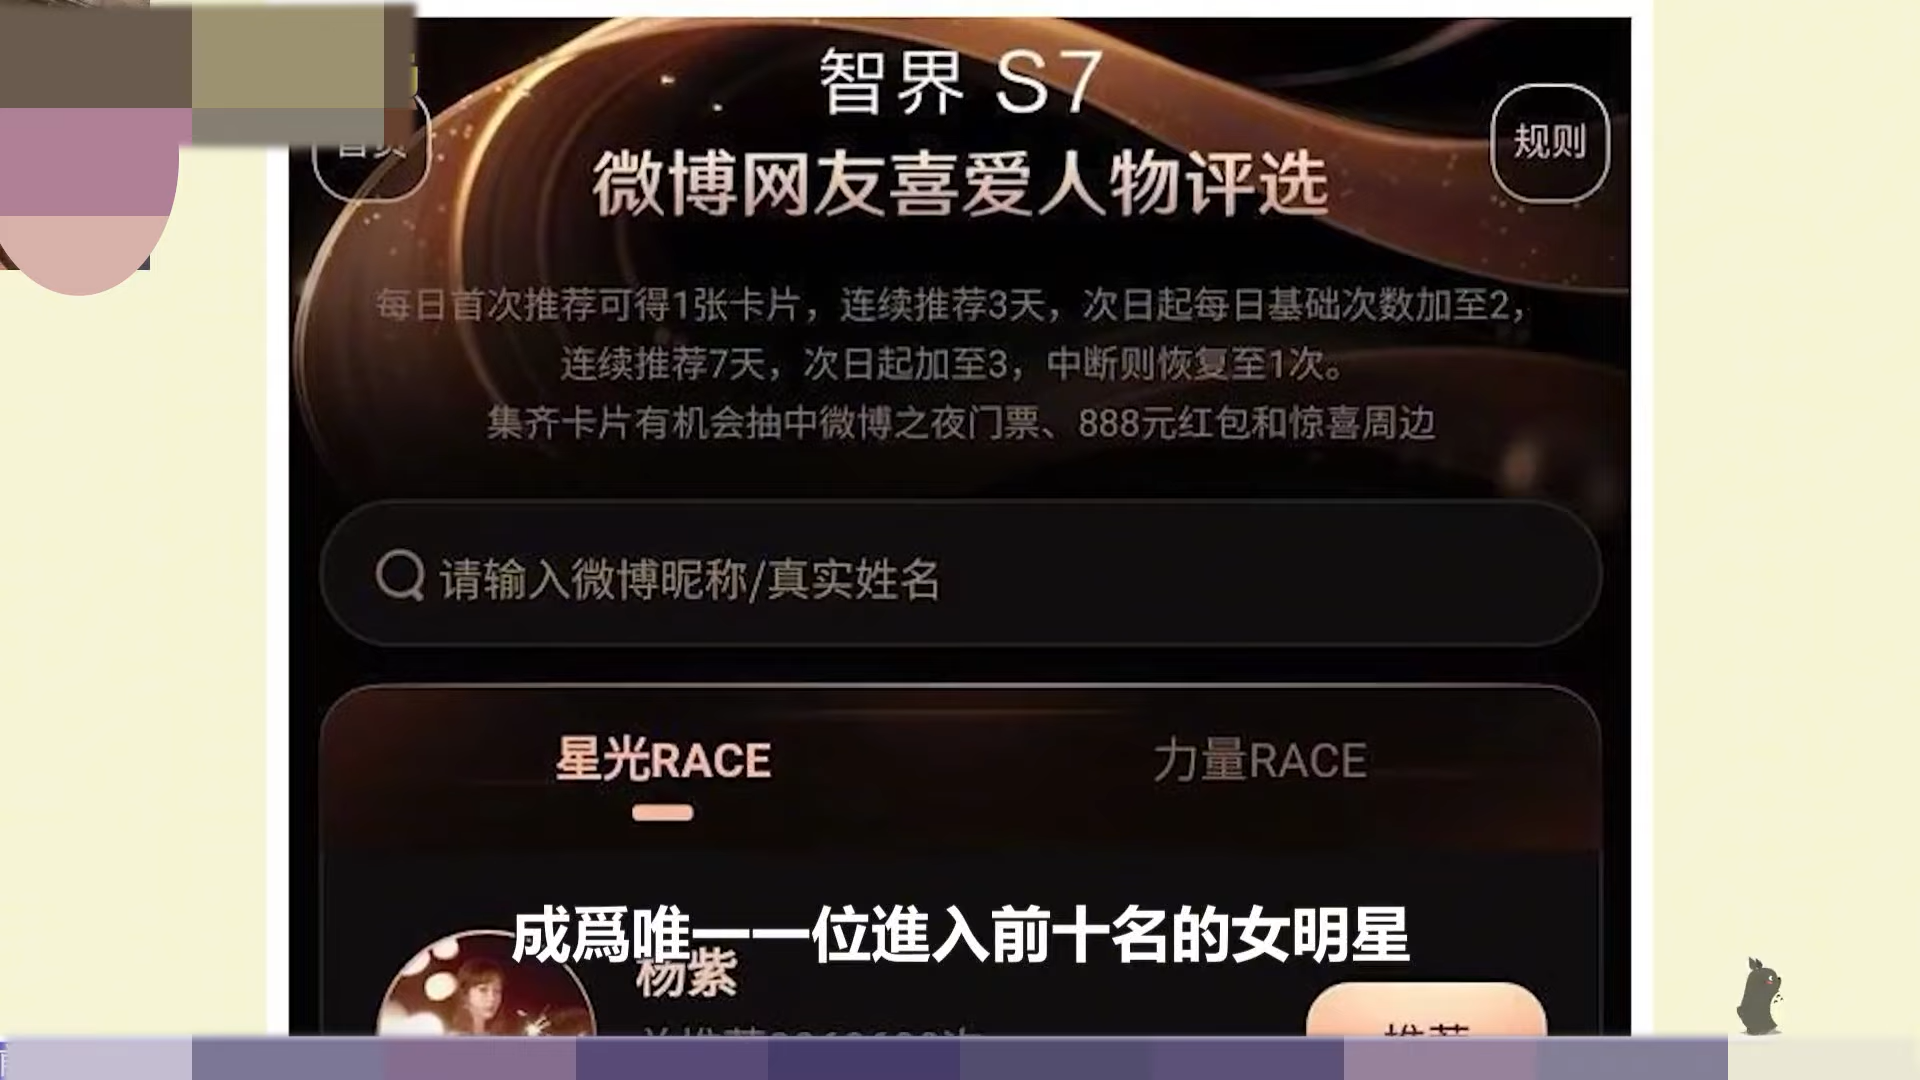 智界 S7
微博网友喜爱人物评选
规则
每日首次推荐可得1张卡片，连续推荐3天，次日起每日基础次数加至2，
连续推荐7天，次日起加至3，中断则恢复至1次。
集齐卡片有机会抽中微博之夜门票、888元红包和惊喜周边
请输入微博昵称/真实姓名
星光RACE
力量RACE
成爲唯一一位進入前十名的女明星
杨紫
推荐